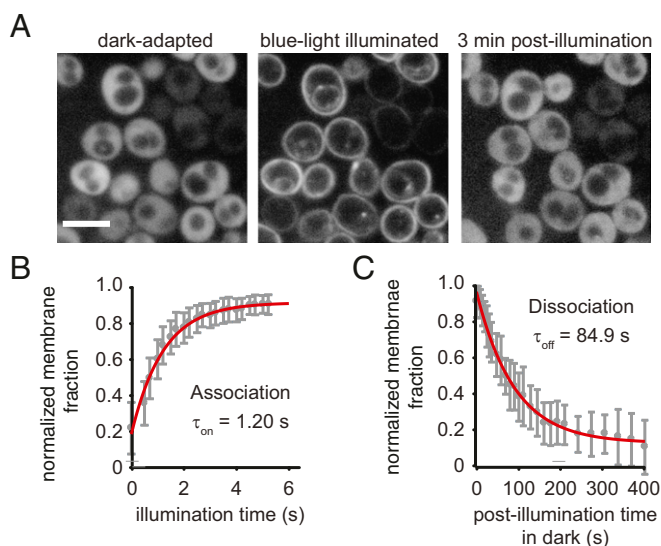 A
dark-adapted
blue-light illuminated
3 min post-illumination
B
normalized membrane
fraction
1.0
0.8
0.6
0.4
0.2
0
Association
τon = 1.20 s
0
2
4
6
illumination time (s)
C
normalized membrnae
fraction
1.0
0.8
0.6
0.4
0.2
0
Dissociation
τoff = 84.9 s
0
100
200
300
400
post-illumination time
in dark (s)